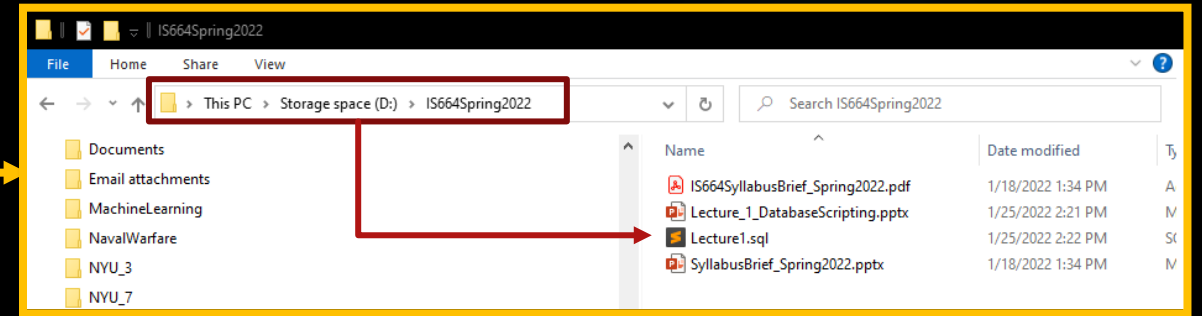 IS664Spring2022
File Home Share View
This PC > Storage space (D:) > IS664Spring2022 Search IS664Spring2022
Documents
Email attachments
MachineLearning
NavalWarfare
NYU_3
NYU_7
Name Date modified Ty
IS664SyllabusBrief_Spring2022.pdf 1/18/2022 1:34 PM A
Lecture_1_DatabaseScripting.pptx 1/25/2022 2:21 PM M
Lecture1.sql 1/25/2022 2:22 PM SQ
SyllabusBrief_Spring2022.pptx 1/18/2022 1:34 PM M